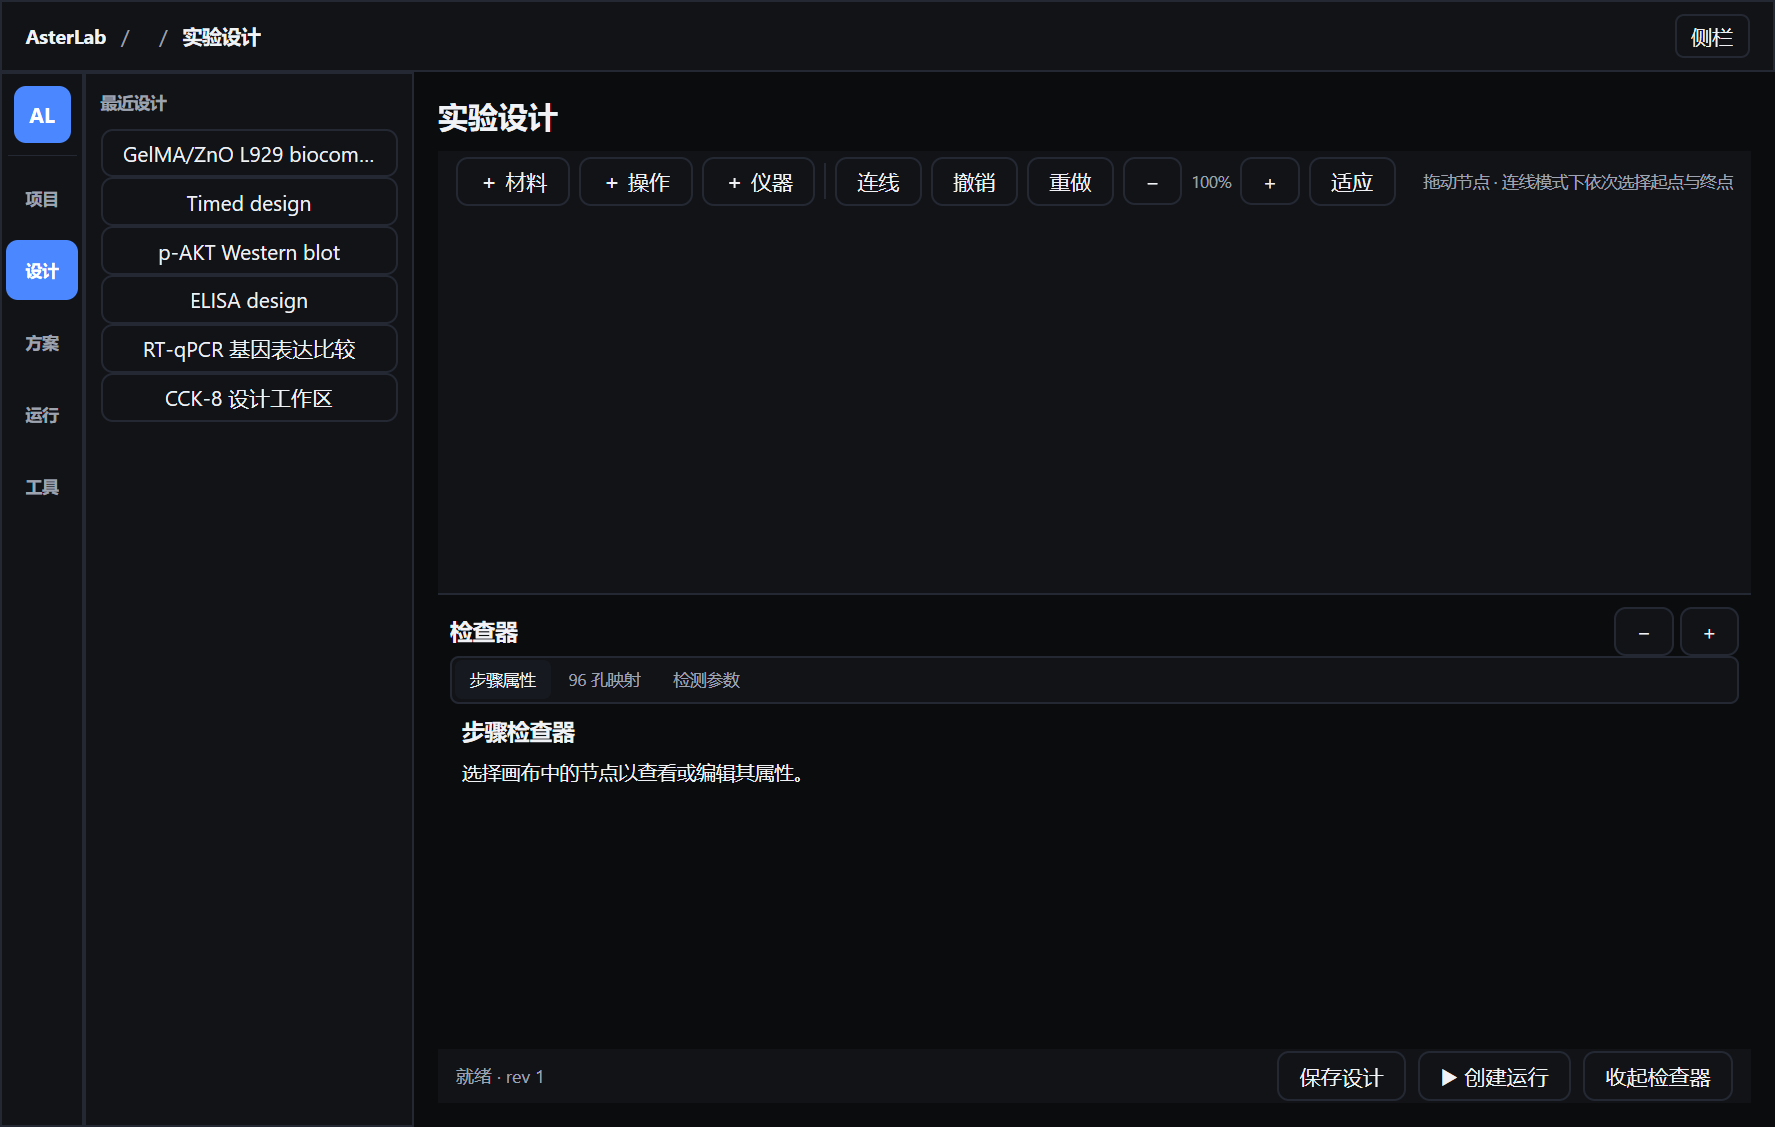 AsterLab / / 实验设计
侧栏
AL
项目
设计
方案
运行
工具
最近设计
GelMA/ZnO L929 biocom...
Timed design
p-AKT Western blot
ELISA design
RT-qPCR 基因表达比较
CCK-8 设计工作区
实验设计
+ 材料 + 操作 + 仪器 连线 撤销 重做 − 100% + 适应 拖动节点 · 连线模式下依次选择起点与终点
检查器 − +
步骤属性 96 孔映射 检测参数
步骤检查器
选择画布中的节点以查看或编辑其属性。
就绪 · rev 1 保存设计 ▶ 创建运行 收起检查器